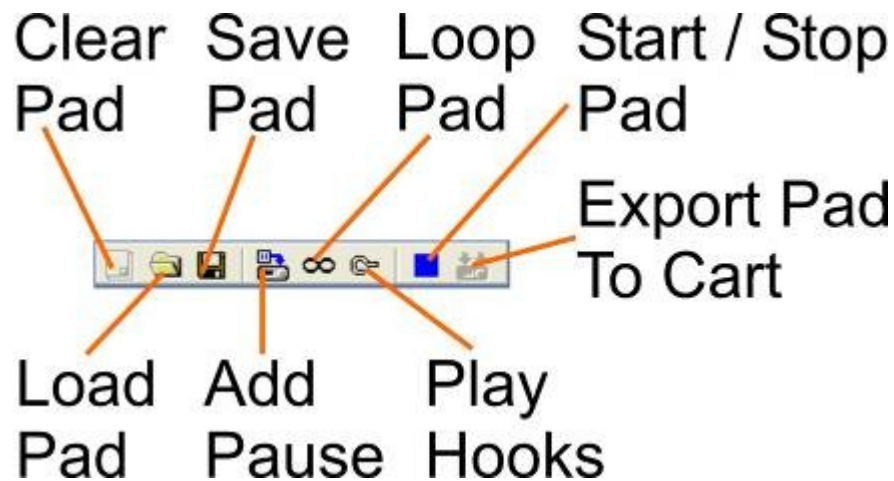 Clear Save Loop Start / Stop
Pad Pad Pad Pad
Export Pad
To Cart
Load Add Play
Pad Pause Hooks